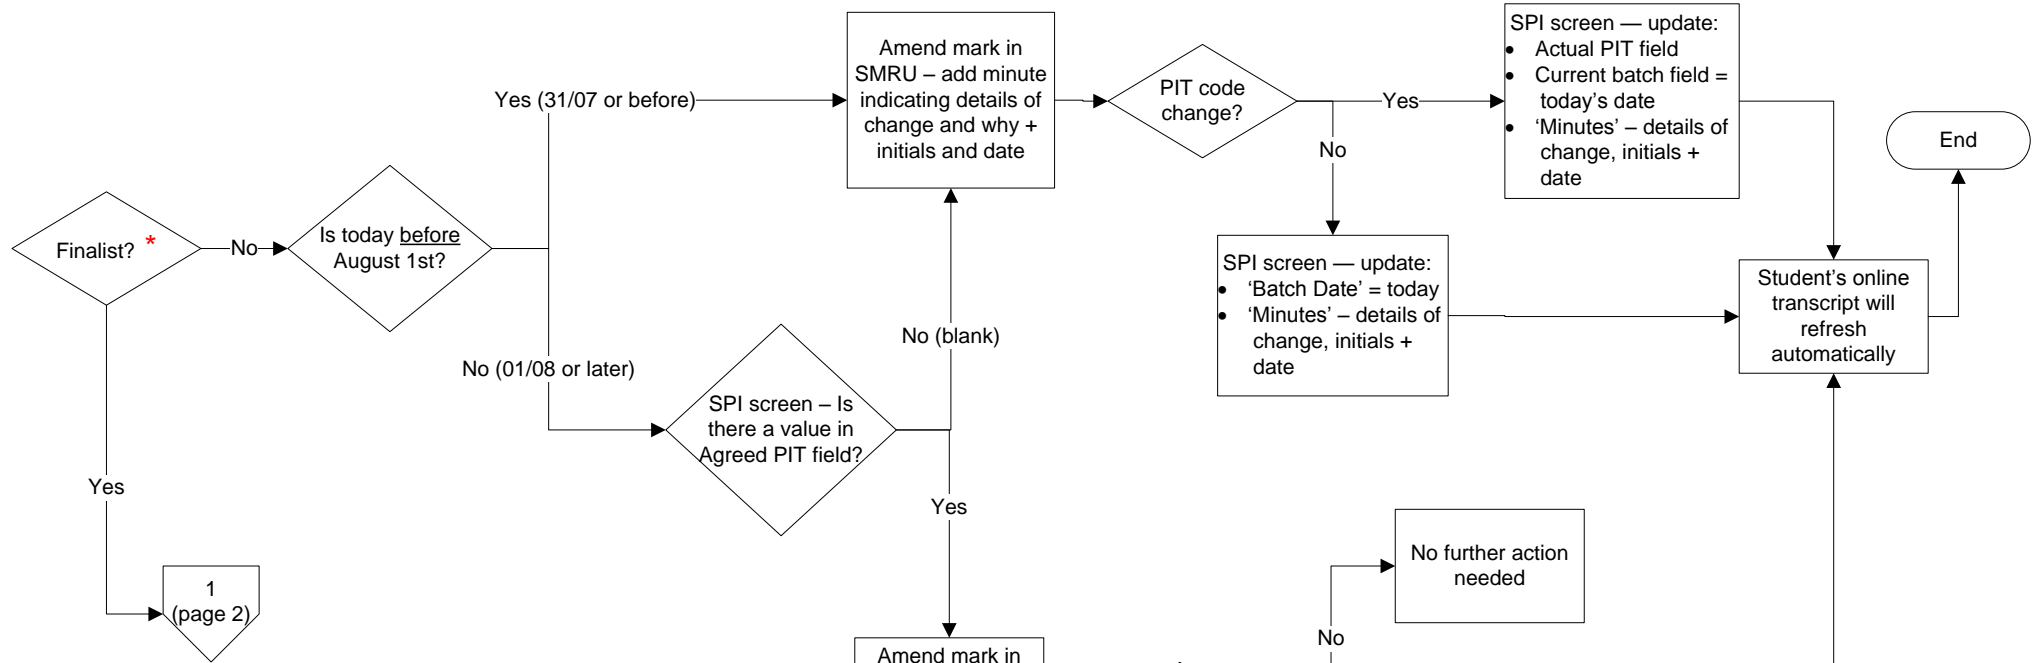 Finalist? *
No
Yes
1
(page 2)
Is today before
August 1st?
Yes (31/07 or before)
No (01/08 or later)
SPI screen – Is
there a value in
Agreed PIT field?
No (blank)
Yes
Amend mark in
SMRU – add minute
indicating details of
change and why +
initials and date
PIT code
change?
Yes
No
SPI screen — update:
• Actual PIT field
• Current batch field =
today's date
• ‘Minutes’ – details of
change, initials +
date
SPI screen — update:
• ‘Batch Date’ = today
• ‘Minutes’ – details of
change, initials +
date
Student’s online
transcript will
refresh
automatically
End
No further action
needed
No
Amend mark in